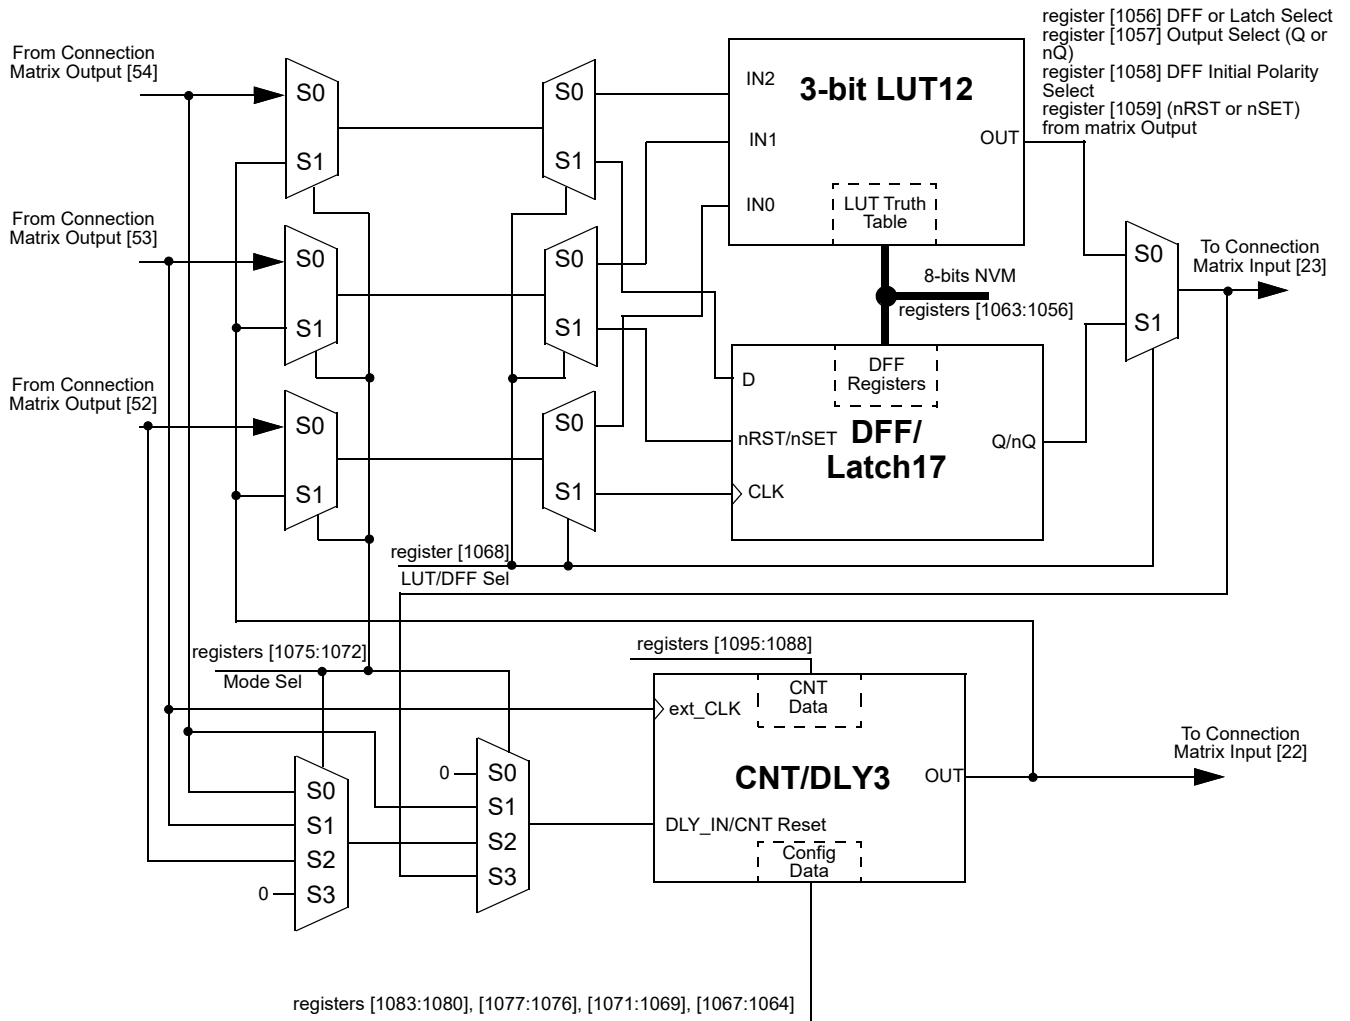 register [1056] DFF or Latch Select
register [1057] Output Select (Q or
nQ)
register [1058] DFF Initial Polarity
Select
register [1059] (nRST or nSET)
from matrix Output
From Connection
Matrix Output [54]
S0
S1
S0
S1
IN2
IN1
IN0
3-bit LUT12
OUT
LUT Truth
Table
From Connection
Matrix Output [53]
S0
S1
S0
S1
8-bits NVM
registers [1063:1056]
S0
S1
To Connection
Matrix Input [23]
From Connection
Matrix Output [52]
S0
S1
S0
S1
DFF
Registers
D
nRST/nSET
CLK
DFF/
Latch17
Q/nQ
register [1068]
LUT/DFF Sel
registers [1075:1072]
Mode Sel
registers [1095:1088]
CNT
Data
ext_CLK
CNT/DLY3
OUT
To Connection
Matrix Input [22]
S0
S1
S2
S3
0
0
S0
S1
S2
S3
DLY_IN/CNT Reset
Config
Data
registers [1083:1080], [1077:1076], [1071:1069], [1067:1064]